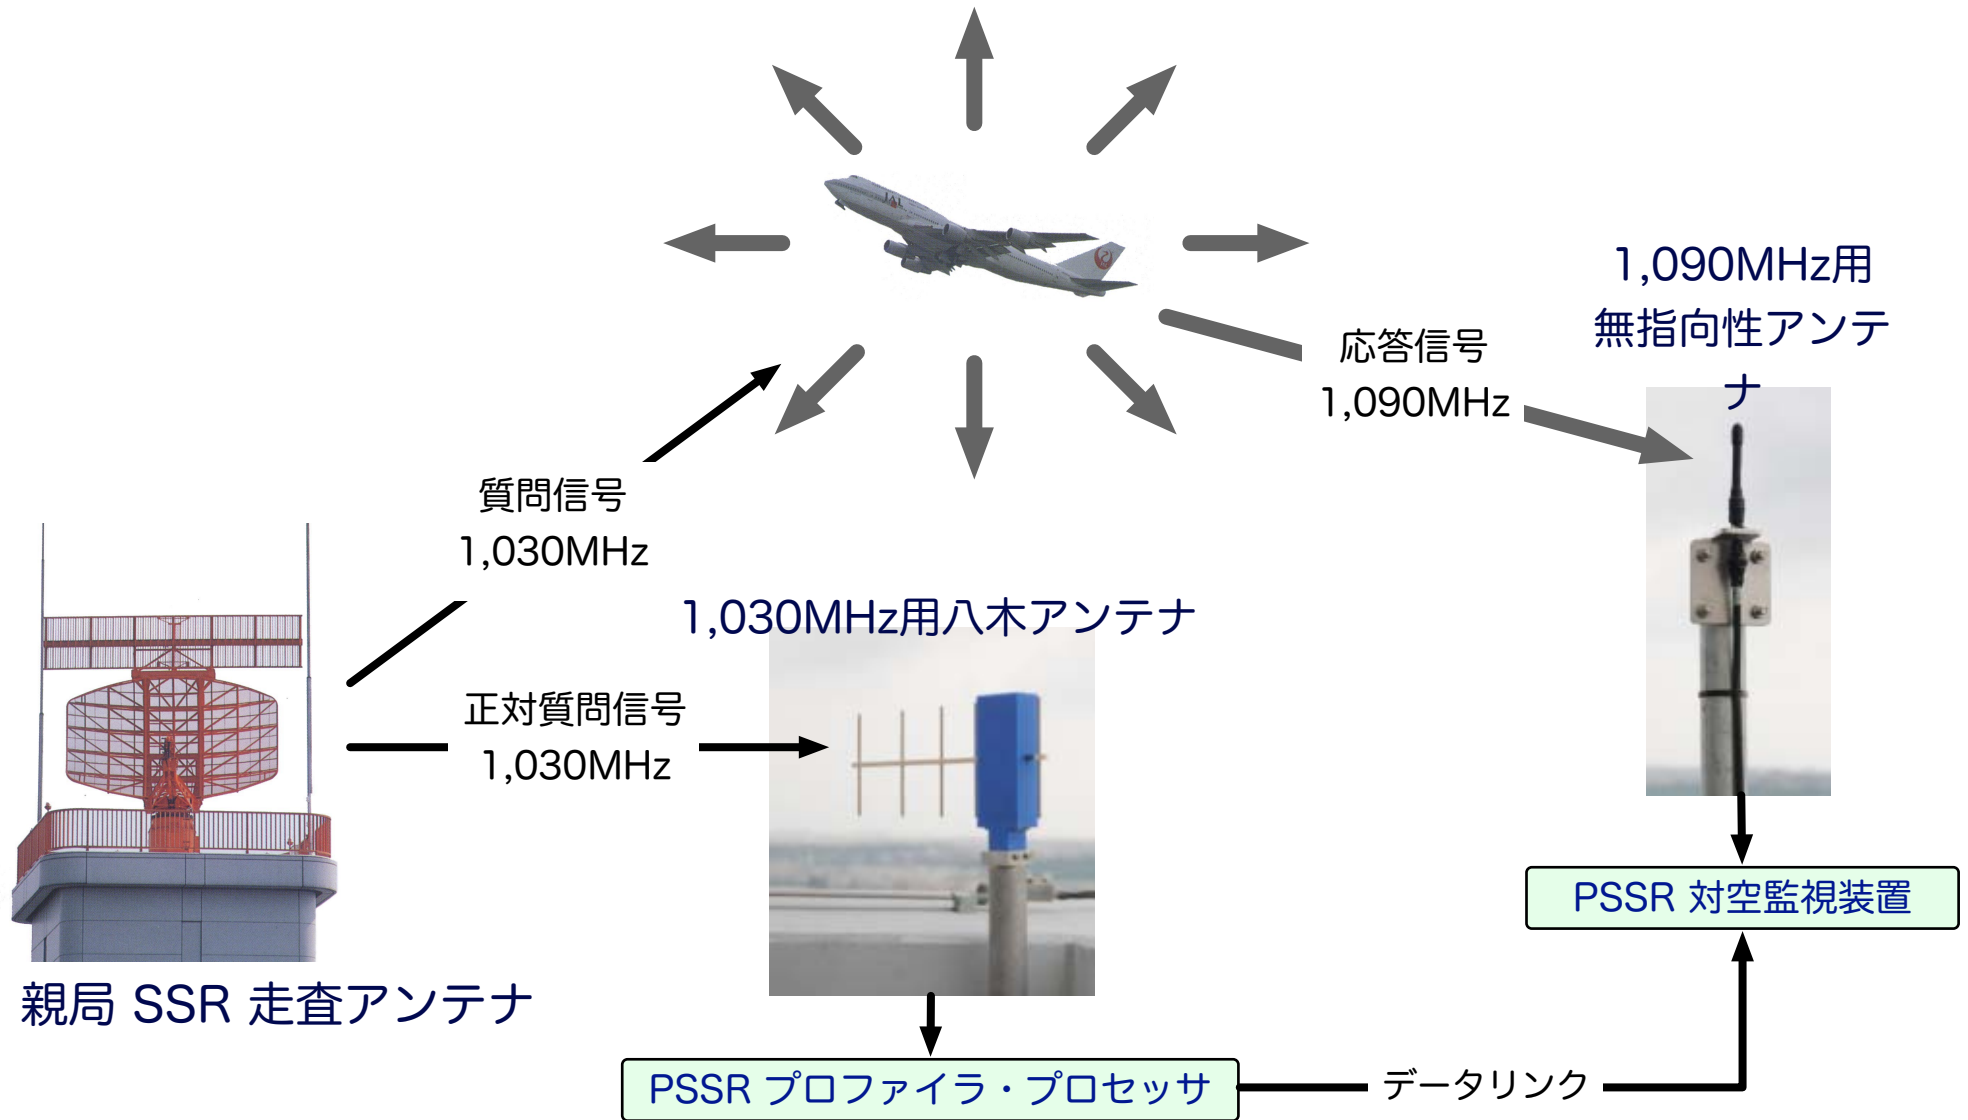 JAL
1,090MHz用
無指向性アンテ
ナ
応答信号
1,090MHz
質問信号
1,030MHz
1,030MHz用八木アンテナ
正対質問信号
1,030MHz
PSSR 対空監視装置
親局 SSR 走査アンテナ
PSSR プロファイラ・プロセッサ
データリンク